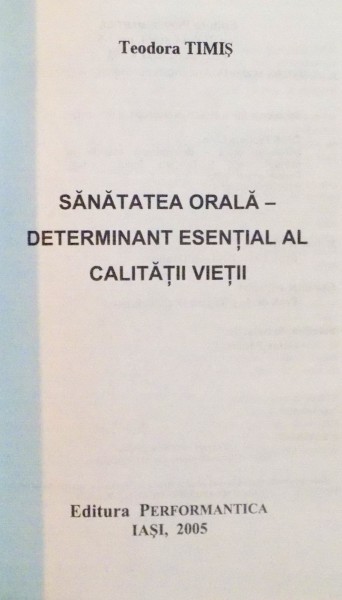 Teodora TIMIȘ
SĂNĂTATEA ORALĂ –
DETERMINANT ESENȚIAL AL
CALITĂȚII VIEȚII
Editura PERFORMANTICA
IAȘI, 2005